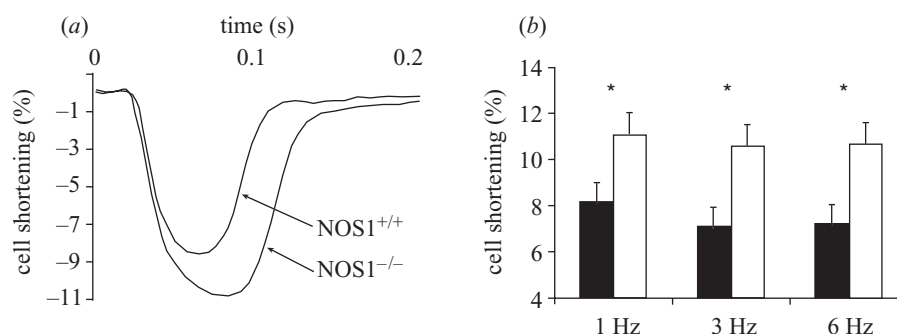 (a)
time (s)
0
0.1
0.2
cell shortening (%)
−1
−3
−5
−7
−9
−11
NOS1+/+
NOS1−/−
(b)
cell shortening (%)
14
12
10
8
6
4
* * *
1 Hz 3 Hz 6 Hz